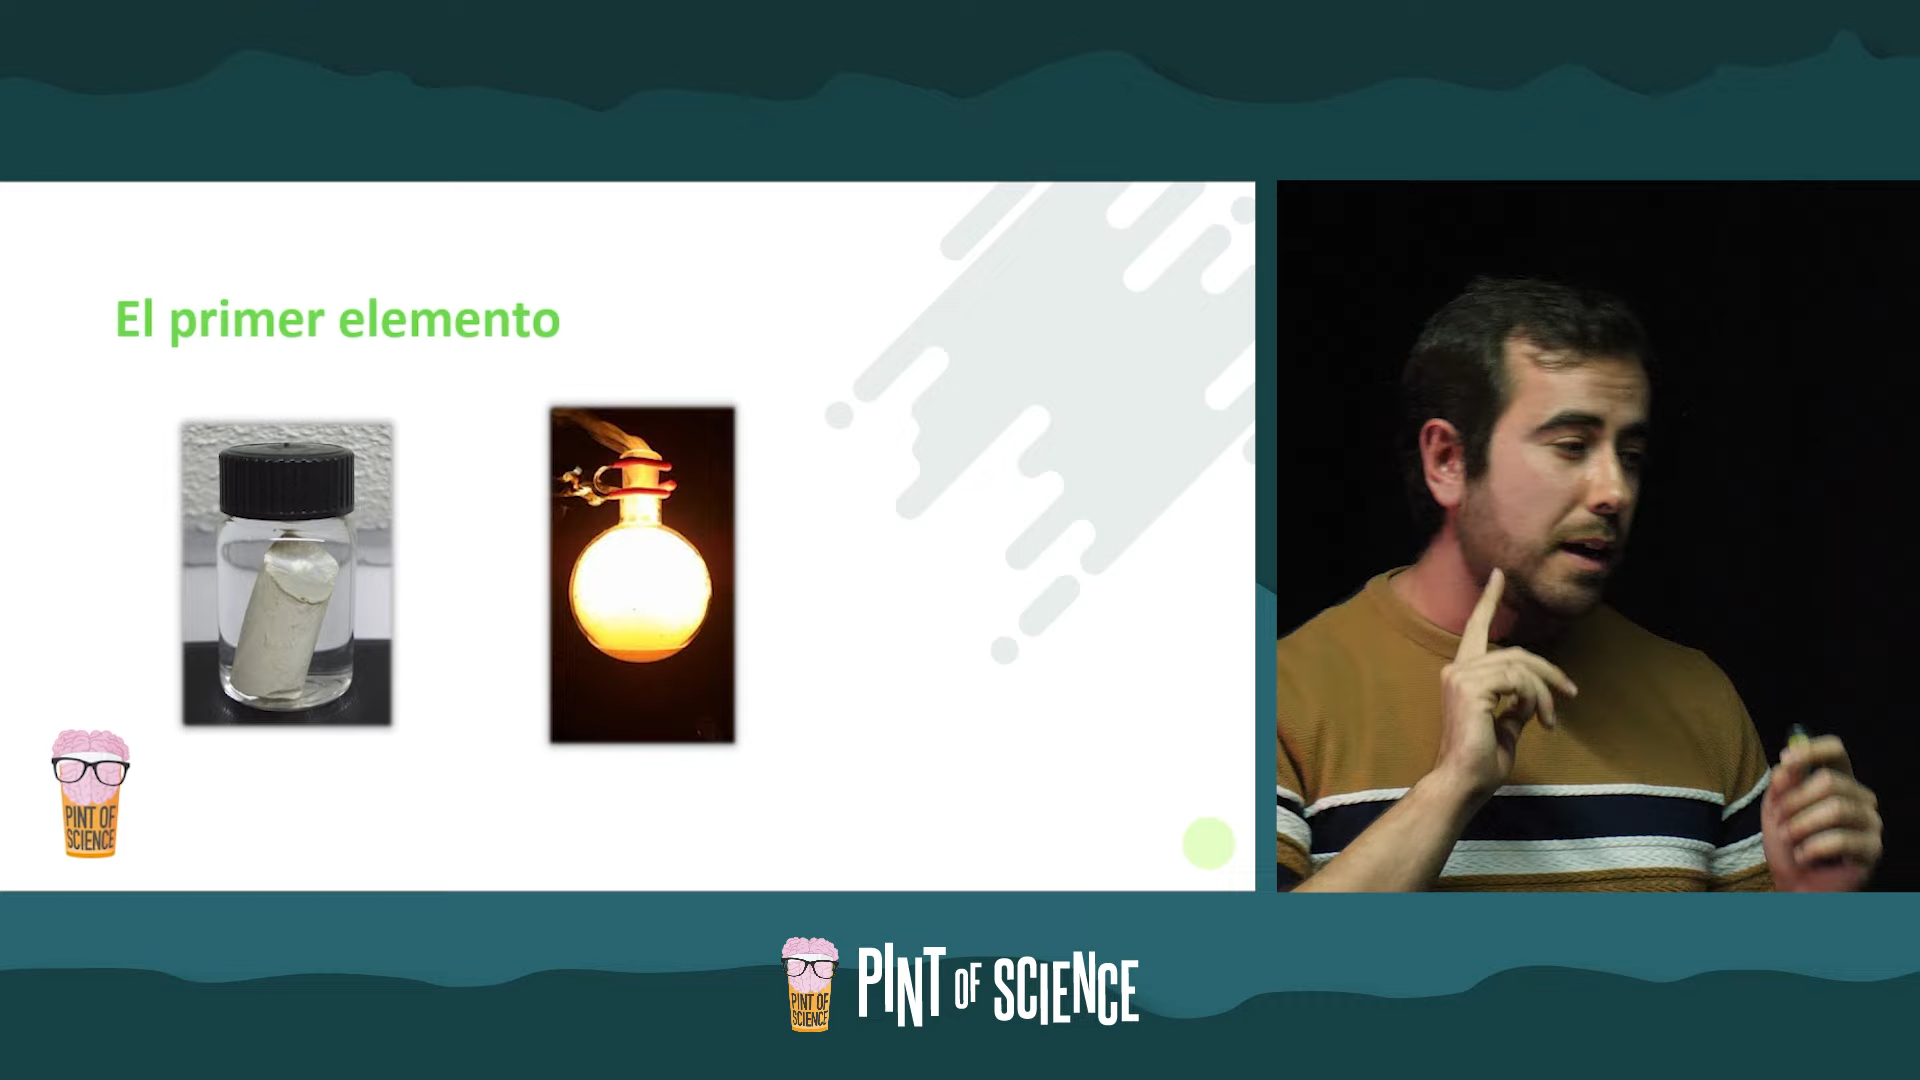 El primer elemento
PINT OF
SCIENCE
PINT OF
SCIENCE
PINT OF SCIENCE